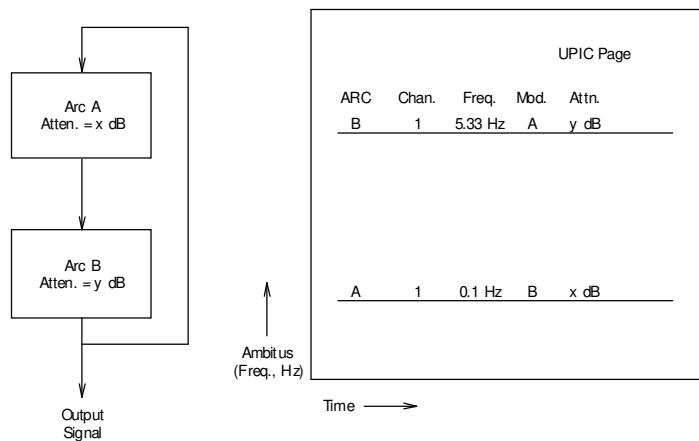 Arc A
Atten. = x dB
Arc B
Atten. = y dB
Output
Signal
UPIC Page
ARC Chan. Freq. Mod. Attn.
B 1 5.33 Hz A y dB
A 1 0.1 Hz B x dB
Ambitus
(Freq., Hz)
Time